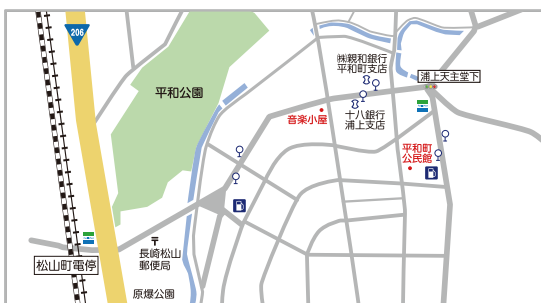 206
㈱親和銀行
平和町支店
浦上天主堂下
平和公園
音楽小屋
十八銀行
浦上支店
平和町
公民館
長崎松山
郵便局
松山町電停
原爆公園